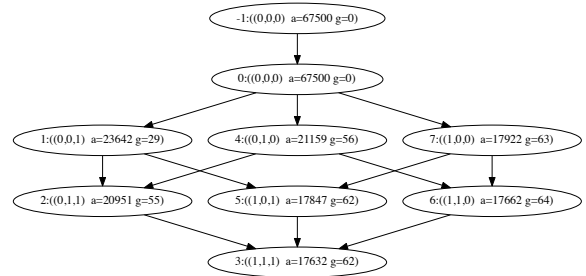 -1:((0,0,0)  a=67500 g=0)
0:((0,0,0)  a=67500 g=0)
1:((0,0,1)  a=23642 g=29)
4:((0,1,0)  a=21159 g=56)
7:((1,0,0)  a=17922 g=63)
2:((0,1,1)  a=20951 g=55)
5:((1,0,1)  a=17847 g=62)
6:((1,1,0)  a=17662 g=64)
3:((1,1,1)  a=17632 g=62)